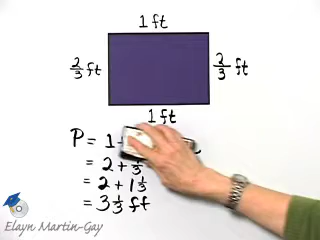 1 ft
2/3 ft
2/3 ft
1 ft
P = 1
= 2 +
= 2 + 1 1/3
= 3 1/3 ft
Elayn Martin-Gay